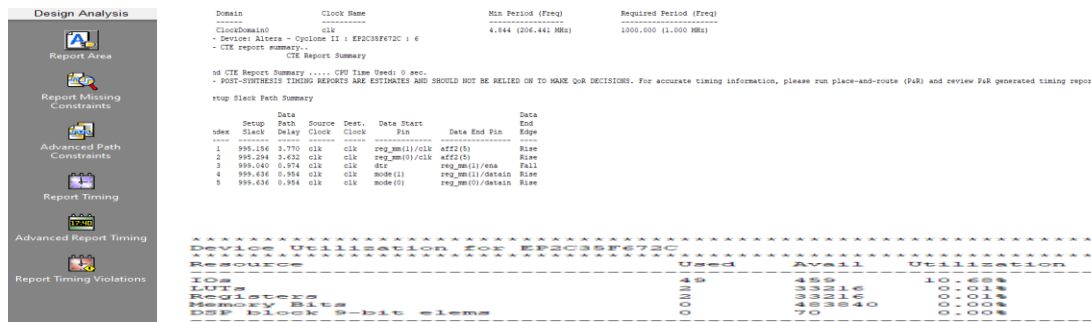 Design Analysis
Report Area
Report Missing
Constraints
Advanced Path
Constraints
Report Timing
17:40
Advanced Report Timing
Report Timing Violations
Domain Clock Name Min Period (Freq) Required Period (Freq)
------ ---------- ----------------- ----------------------
ClockDomain0 clk 4.844 (206.441 MHz) 1000.000 (1.000 MHz)
- Device: Altera - Cyclone II : EP2C35F672C : 6
- CTE report summary..
CTE Report Summary
nd CTE Report Summary ..... CPU Time Used: 0 sec.
- POST-SYNTHESIS TIMING REPORTS ARE ESTIMATES AND SHOULD NOT BE RELIED ON TO MAKE QoR DECISIONS. For accurate timing information, please run place-and-route (P&R) and review P&R generated timing repor
etup Slack Path Summary
Data Data
Setup Path Source Dest. Data Start End
ndex Slack Delay Clock Clock Pin Data End Pin Edge
1 995.156 3.770 clk clk reg_mm(1)/clk aff2(5) Rise
2 995.294 3.632 clk clk reg_mm(0)/clk aff2(5) Rise
3 999.040 0.974 clk clk dtr reg_mm(1)/ena Fall
4 999.636 0.954 clk clk mode(1) reg_mm(1)/datain Rise
5 999.636 0.954 clk clk mode(0) reg_mm(0)/datain Rise
Device Utilization for EP2C35F672C
Resource Used Avail Utilization
IOs 49 459 10.68%
LUTs 2 33216 0.01%
Registers 2 33216 0.01%
Memory Bits 0 483840 0.00%
DSP block 9-bit elems 0 70 0.00%